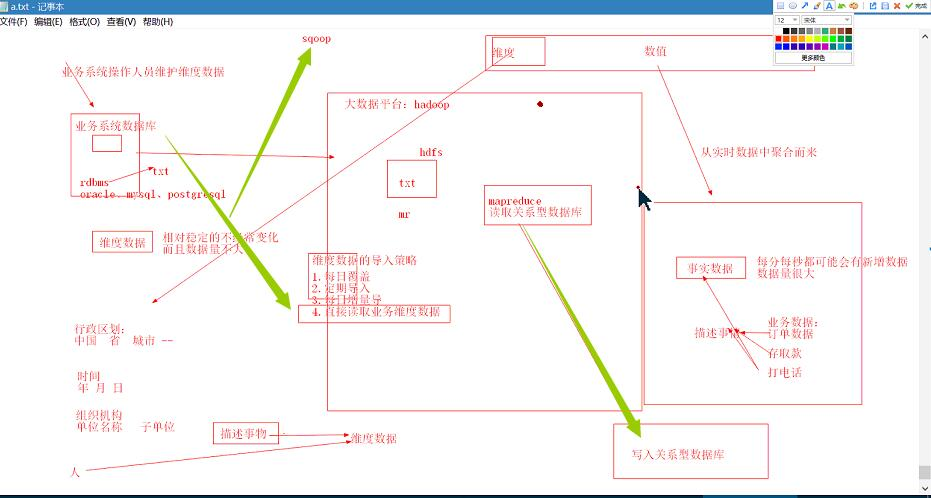 a.txt - 记事本
文件(F) 编辑(E) 格式(O) 查看(V) 帮助(H)
完成
12 宋体
更多颜色
sqoop
维度
数值
业务系统操作人员维护维度数据
大数据平台：hadoop
业务系统数据库
hdfs
从实时数据中聚合而来
txt
rdbms
txt
oracle、mysql、postgresql
mapreduce
读取关系型数据库
mr
维度数据
相对稳定的不经常变化
而且数据量不大
维度数据的导入策略
1.每日覆盖
2.定期导入
3.每日增量导
4.直接读取业务维度数据
事实数据
每分每秒都可能会有新增数据
数据量很大
行政区划：
中国 省 城市 --
描述事情
业务数据：
订单数据
存取款
打电话
时间
年 月 日
组织机构
单位名称 子单位
描述事物
维度数据
写入关系型数据库
人